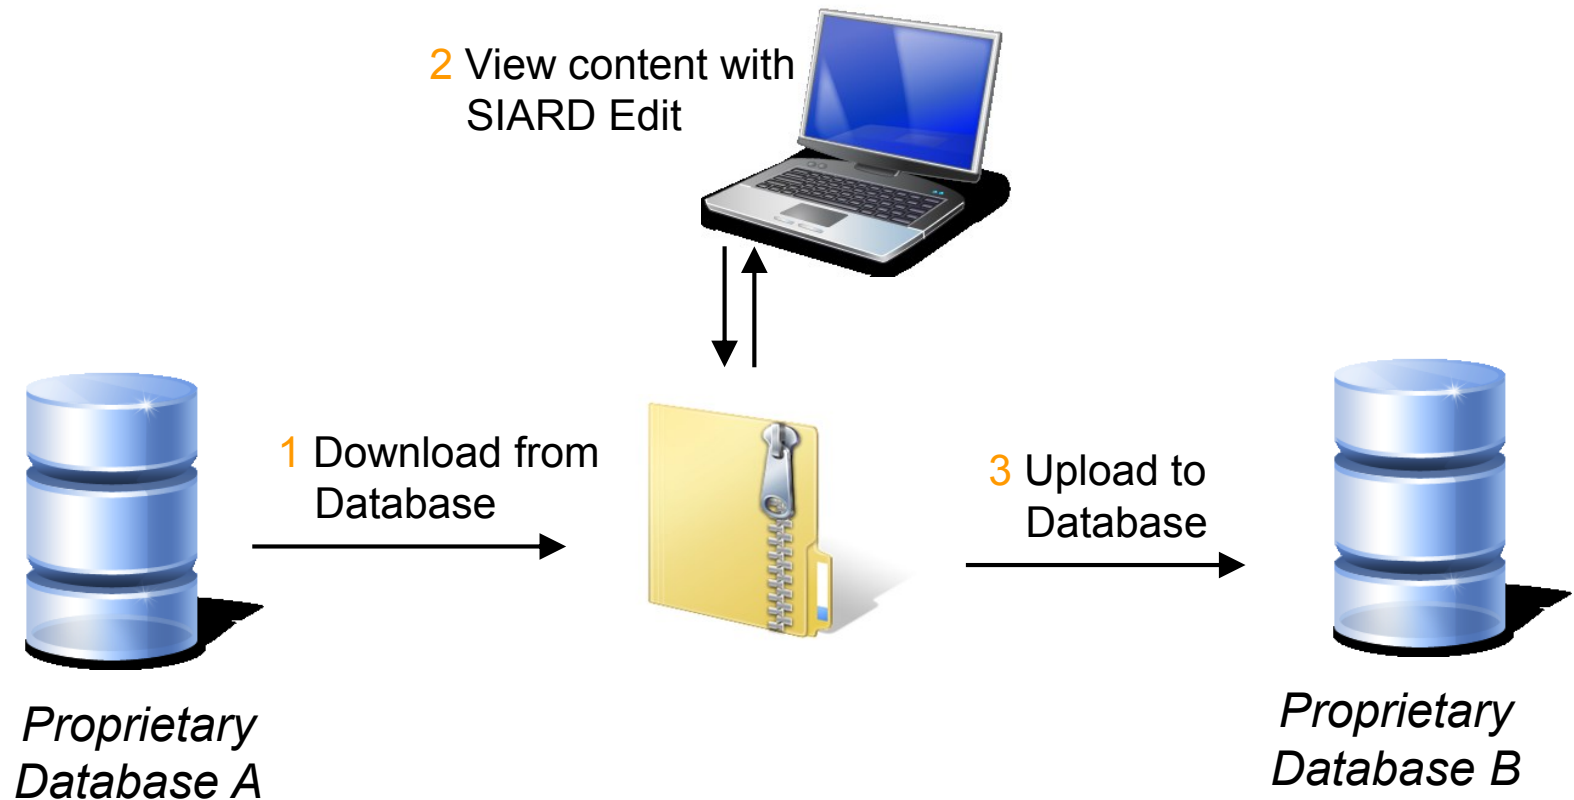 2 View content with
SIARD Edit
1 Download from
Database
3 Upload to
Database
Proprietary
Database A
Proprietary
Database B